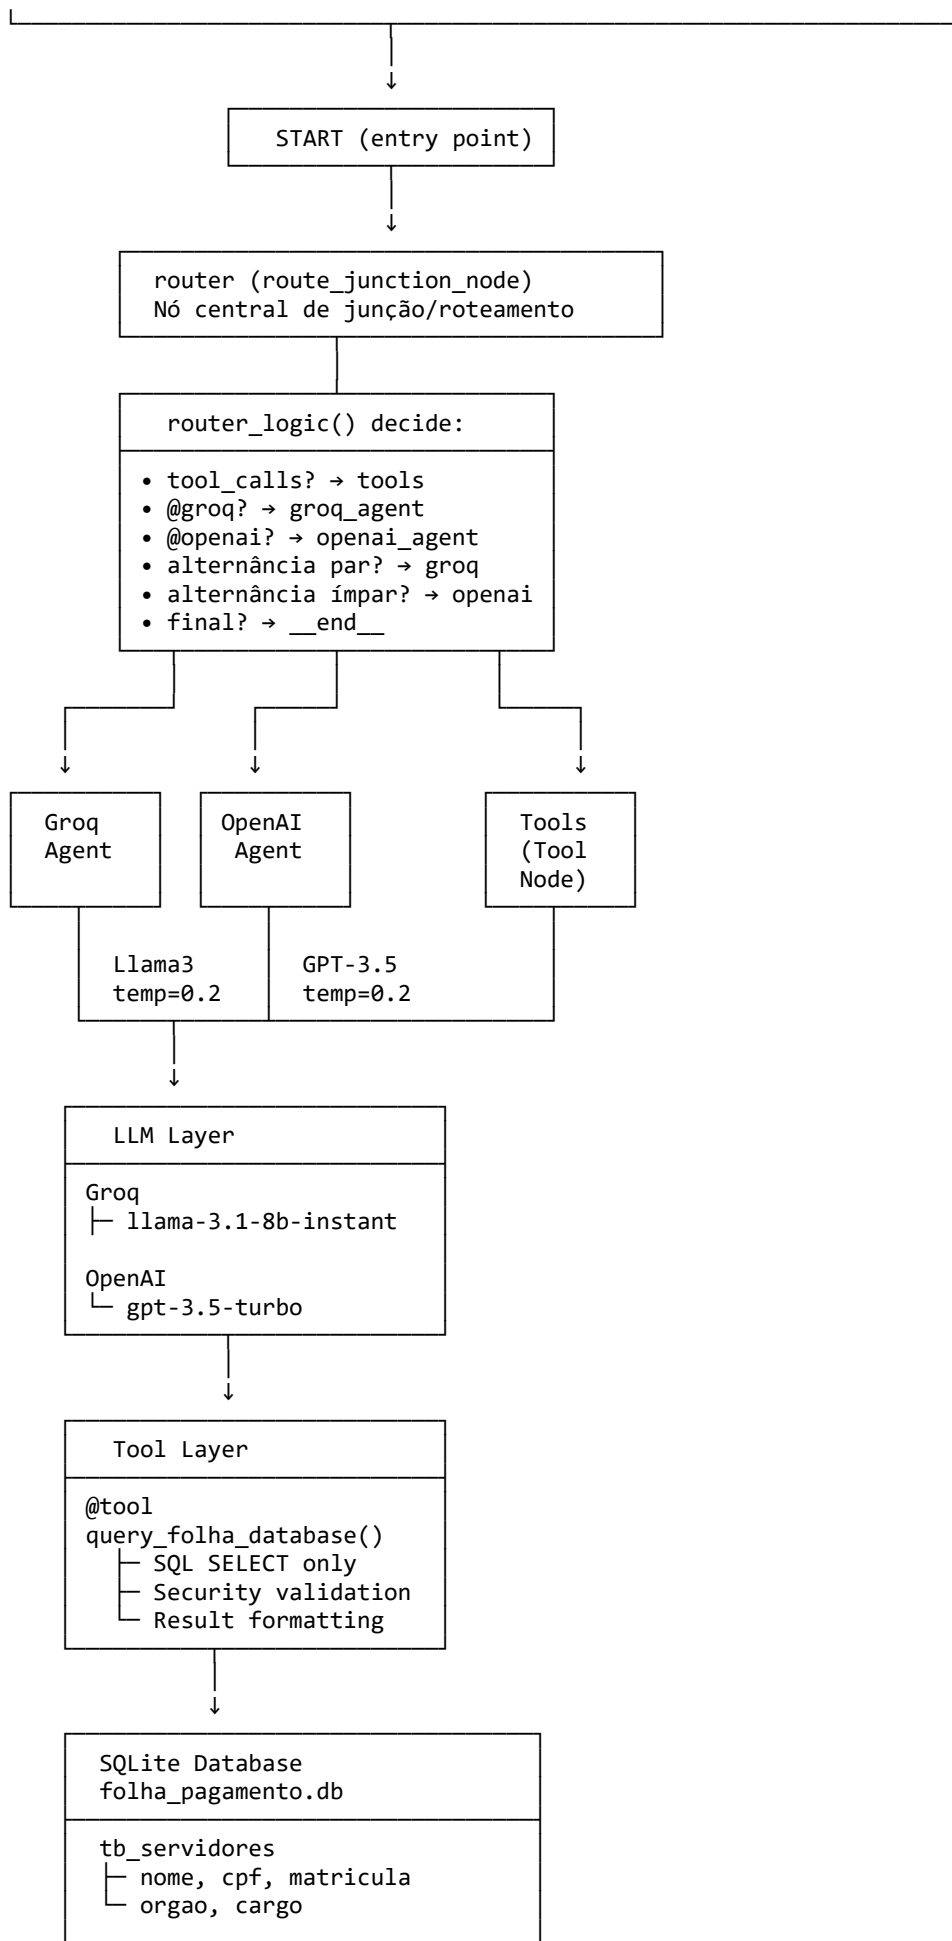 START (entry point)
router (route_junction_node)
Nó central de junção/roteamento
router_logic() decide:
• tool_calls? → tools
• @groq? → groq_agent
• @openai? → openai_agent
• alternância par? → groq
• alternância ímpar? → openai
• final? → __end__
Groq
Agent
OpenAI
Agent
Tools
(Tool
Node)
Llama3
temp=0.2
GPT-3.5
temp=0.2
LLM Layer
Groq
├─ llama-3.1-8b-instant
OpenAI
└─ gpt-3.5-turbo
Tool Layer
@tool
query_folha_database()
├─ SQL SELECT only
├─ Security validation
└─ Result formatting
SQLite Database
folha_pagamento.db
tb_servidores
├─ nome, cpf, matricula
└─ orgao, cargo